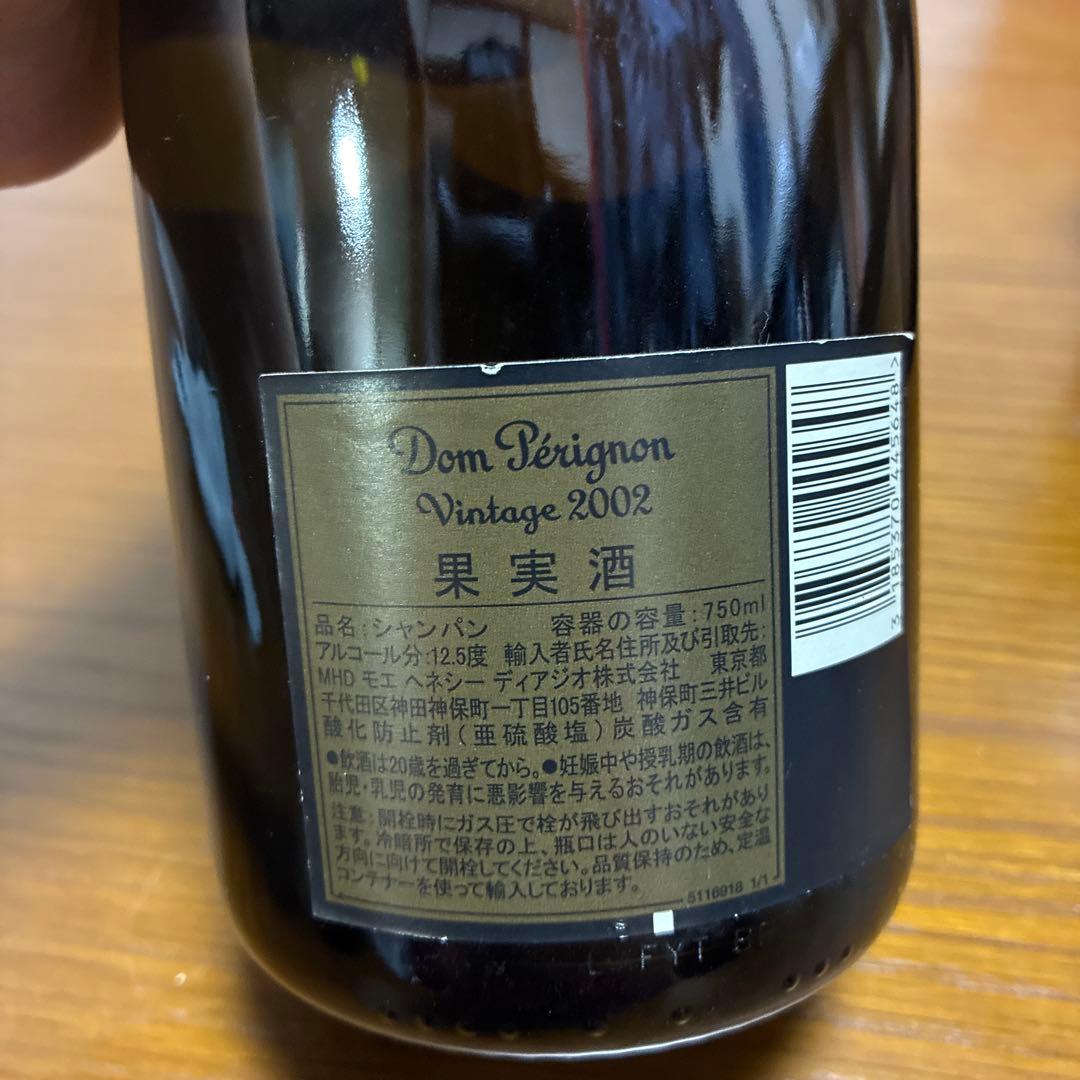 Dom Pérignon
Vintage 2002
果実酒
品名:シャンパン 容器の容量:750ml
アルコール分:12.5度 輸入者氏名住所及び引取先:
MHD モエ ヘネシー ディアジオ株式会社 東京都
千代田区神田神保町一丁目105番地 神保町三井ビル
酸化防止剤(亜硫酸塩)炭酸ガス含有
●飲酒は20歳を過ぎてから。●妊娠中や授乳期の飲酒は、
胎児・乳児の発育に悪影響を与えるおそれがあります。
注意:開栓時にガス圧で栓が飛び出すおそれがあり
ます。冷暗所で保存の上、瓶口は人のいない安全な
方向に向けて開栓してください。品質保持のため、定温
コンテナーを使って輸入しております。
5116918 1/1
3 185370 445648 >
FYT